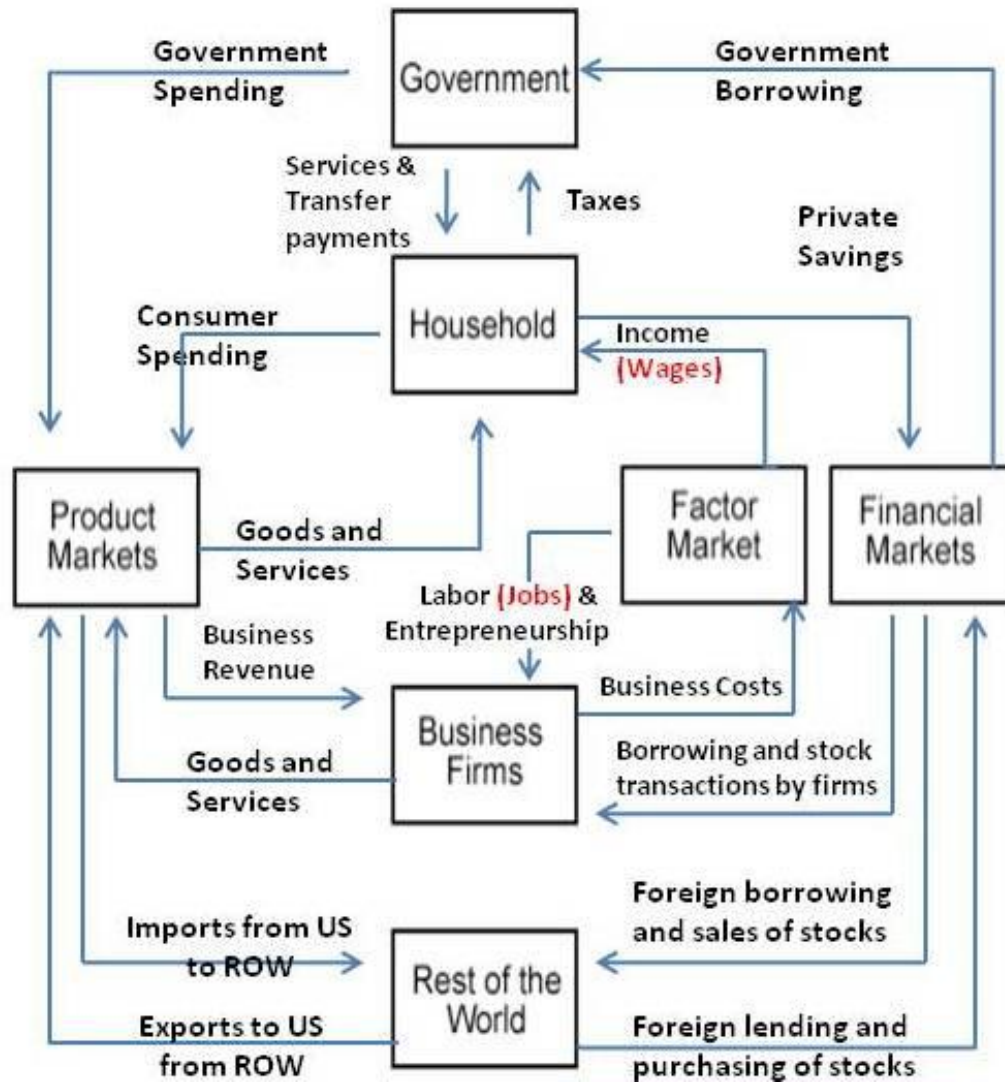 Government
Spending
Government
Government
Borrowing
Services &
Transfer
payments
Taxes
Private
Savings
Consumer
Spending
Household
Income
(Wages)
Product
Markets
Goods and
Services
Factor
Market
Financial
Markets
Labor (Jobs) &
Entrepreneurship
Business
Revenue
Business
Firms
Business Costs
Goods and
Services
Borrowing and stock
transactions by firms
Imports from US
to ROW
Rest of the
World
Foreign borrowing
and sales of stocks
Exports to US
from ROW
Foreign lending and
purchasing of stocks